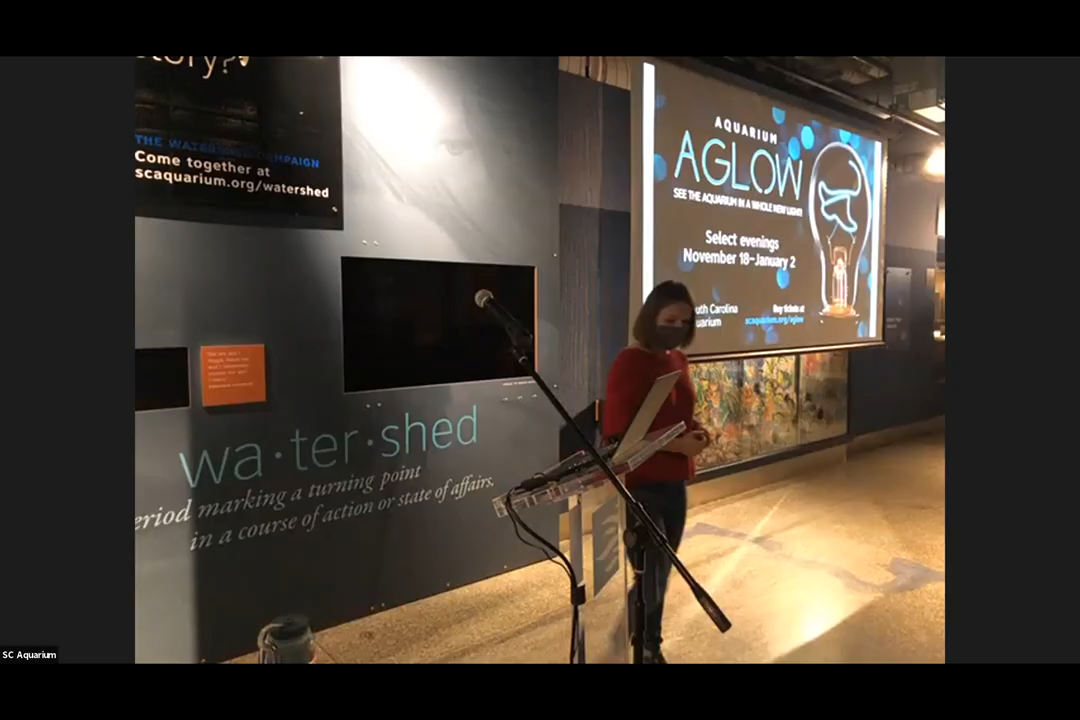 story?
THE WATERSHED CAMPAIGN
Come together at
scaquarium.org/watershed
wa·ter·shed
eriod marking a turning point
in a course of action or state of affairs.
AQUARIUM
AGLOW
SEE THE AQUARIUM IN A WHOLE NEW LIGHT!
Select evenings
November 18-January 2
uth Carolina
uarium
Buy tickets at
scaquarium.org/aglow
SC Aquarium